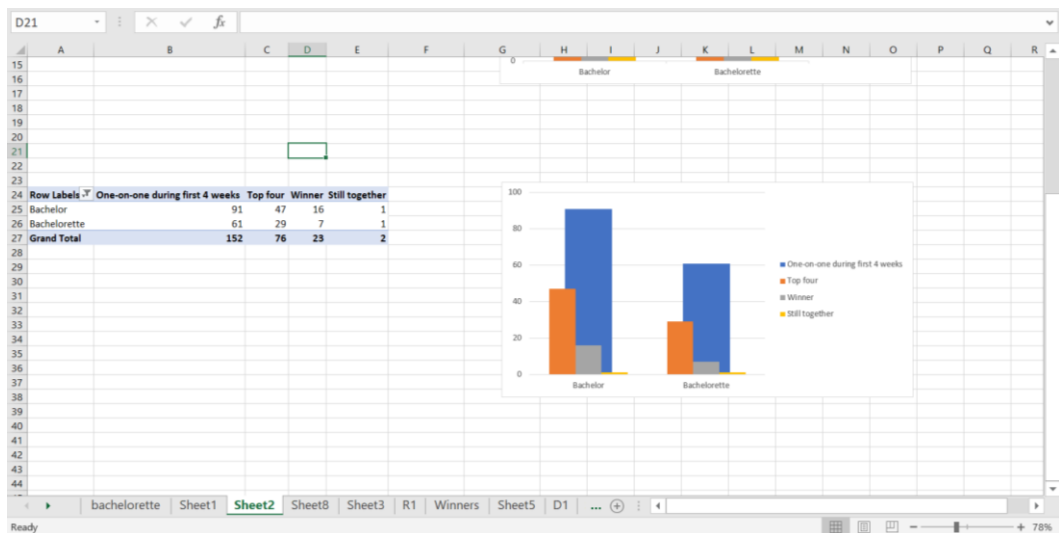 D21 fx
A B C D E F G H I J K L M N O P Q R
15 0
16 Bachelor Bachelorette
17
18
19
20
21
22
23
24 Row Labels One-on-one during first 4 weeks Top four Winner Still together
25 Bachelor 91 47 16 1
26 Bachelorette 61 29 7 1
27 Grand Total 152 76 23 2
28
29
30
31
32
33
34
35
36
37
38
39
40
41
42
43
44
100
80
60
40
20
0
Bachelor Bachelorette
One-on-one during first 4 weeks
Top four
Winner
Still together
bachelorette Sheet1 Sheet2 Sheet8 Sheet3 R1 Winners Sheet5 D1 ...
Ready 78%